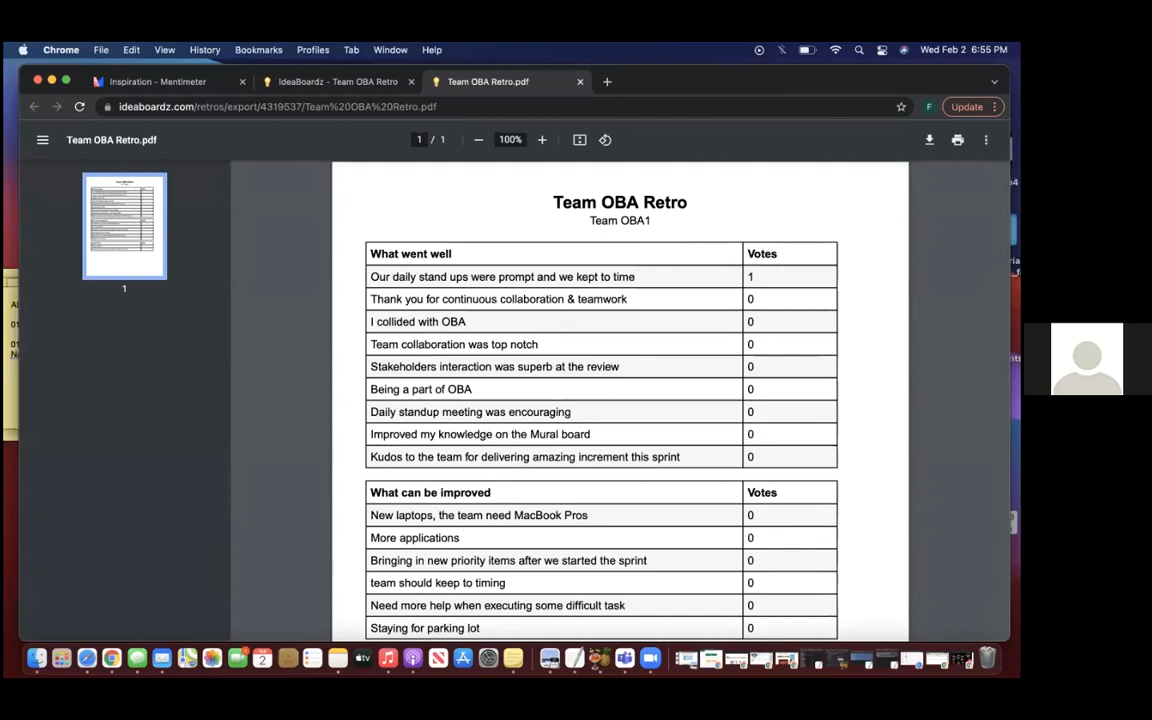 Chrome File Edit View History Bookmarks Profiles Tab Window Help Wed Feb 2 6:55 PM
Inspiration - Mentimeter IdeaBoardz - Team OBA Retro Team OBA Retro.pdf
ideaboardz.com/retros/export/4319537/Team%20OBA%20Retro.pdf F Update
Team OBA Retro.pdf 1 / 1 100%
1
Team OBA Retro
Team OBA1
What went well Votes
Our daily stand ups were prompt and we kept to time 1
Thank you for continuous collaboration & teamwork 0
I collided with OBA 0
Team collaboration was top notch 0
Stakeholders interaction was superb at the review 0
Being a part of OBA 0
Daily standup meeting was encouraging 0
Improved my knowledge on the Mural board 0
Kudos to the team for delivering amazing increment this sprint 0
What can be improved Votes
New laptops, the team need MacBook Pros 0
More applications 0
Bringing in new priority items after we started the sprint 0
team should keep to timing 0
Need more help when executing some difficult task 0
Staying for parking lot 0